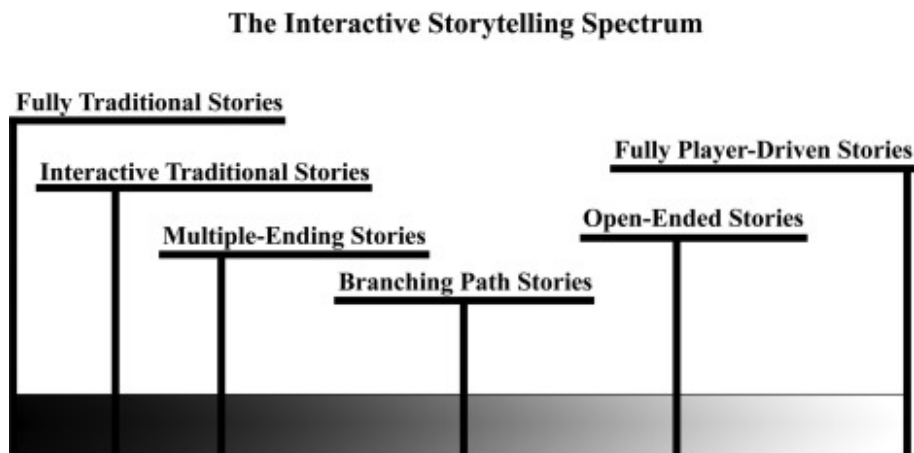 The Interactive Storytelling Spectrum
Fully Traditional Stories
Fully Player-Driven Stories
Interactive Traditional Stories
Open-Ended Stories
Multiple-Ending Stories
Branching Path Stories